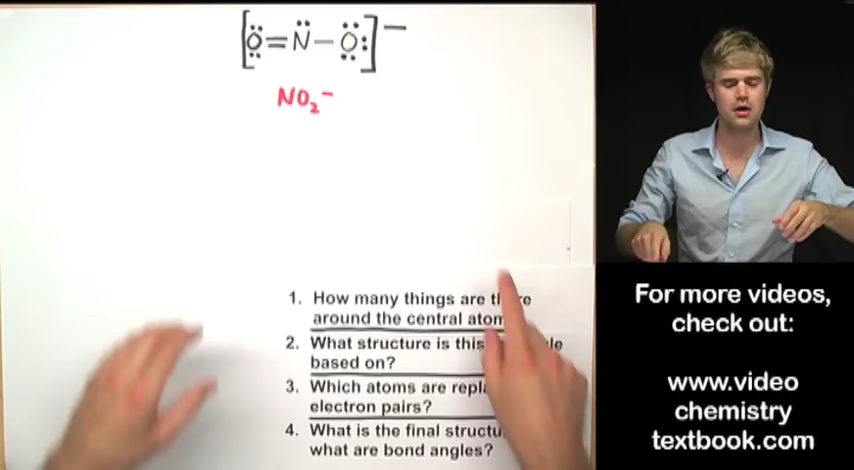 [Ö=N̈–Ö:]⁻
NO₂⁻
1. How many things are
around the central atom
2. What structure is this
based on?
3. Which atoms are
electron pairs?
4. What is the final
what are bond angles?
For more videos,
check out:
www.video
chemistry
textbook.com